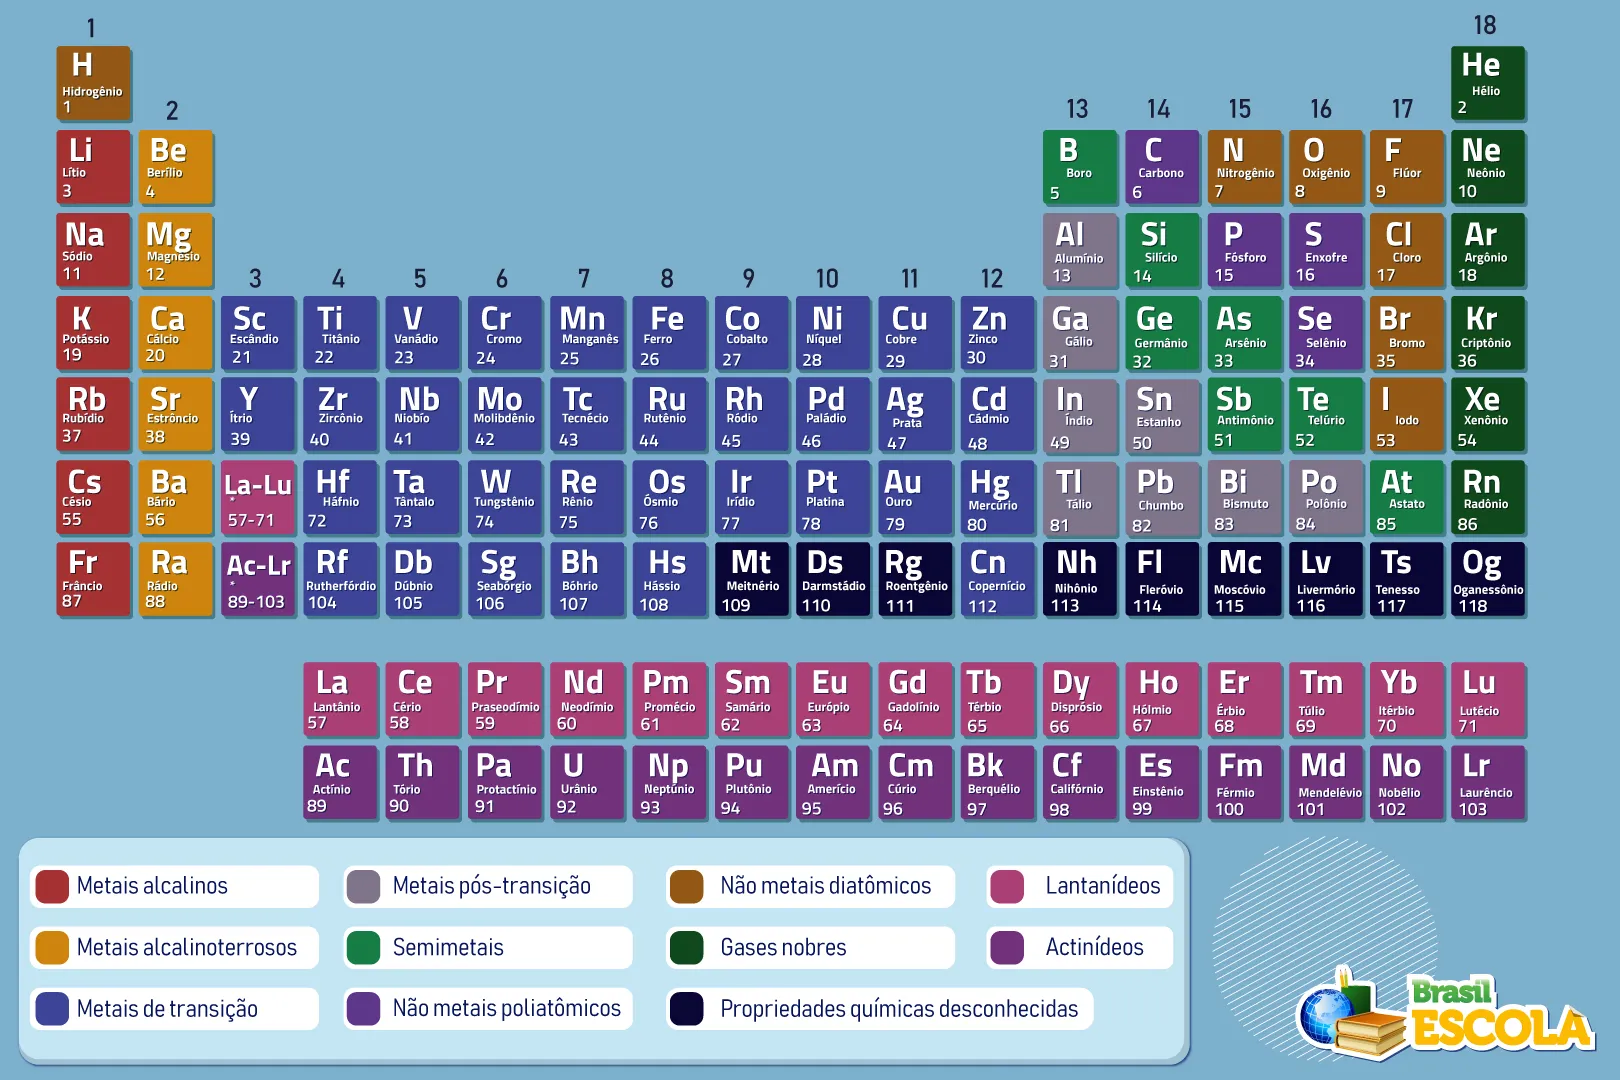 1
18
H
Hidrogênio
1
He
Hélio
2
2
13 14 15 16 17
Li
Lítio
3
Be
Berílio
4
B
Boro
5
C
Carbono
6
N
Nitrogênio
7
O
Oxigênio
8
F
Flúor
9
Ne
Neônio
10
Na
Sódio
11
Mg
Magnésio
12
Al
Alumínio
13
Si
Silício
14
P
Fósforo
15
S
Enxofre
16
Cl
Cloro
17
Ar
Argônio
18
3 4 5 6 7 8 9 10 11 12
K
Potássio
19
Ca
Cálcio
20
Sc
Escândio
21
Ti
Titânio
22
V
Vanádio
23
Cr
Cromo
24
Mn
Manganês
25
Fe
Ferro
26
Co
Cobalto
27
Ni
Níquel
28
Cu
Cobre
29
Zn
Zinco
30
Ga
Gálio
31
Ge
Germânio
32
As
Arsênio
33
Se
Selênio
34
Br
Bromo
35
Kr
Criptônio
36
Rb
Rubídio
37
Sr
Estrôncio
38
Y
Ítrio
39
Zr
Zircônio
40
Nb
Nióbio
41
Mo
Molibdênio
42
Tc
Tecnécio
43
Ru
Rutênio
44
Rh
Ródio
45
Pd
Paládio
46
Ag
Prata
47
Cd
Cádmio
48
In
Índio
49
Sn
Estanho
50
Sb
Antimônio
51
Te
Telúrio
52
I
Iodo
53
Xe
Xenônio
54
Cs
Césio
55
Ba
Bário
56
La-Lu
*
57-71
Hf
Háfnio
72
Ta
Tântalo
73
W
Tungstênio
74
Re
Rênio
75
Os
Ósmio
76
Ir
Irídio
77
Pt
Platina
78
Au
Ouro
79
Hg
Mercúrio
80
Tl
Tálio
81
Pb
Chumbo
82
Bi
Bismuto
83
Po
Polônio
84
At
Astato
85
Rn
Radônio
86
Fr
Frâncio
87
Ra
Rádio
88
Ac-Lr
*
89-103
Rf
Rutherfórdio
104
Db
Dúbnio
105
Sg
Seabórgio
106
Bh
Bóhrio
107
Hs
Hássio
108
Mt
Meitnério
109
Ds
Darmstádio
110
Rg
Roentgênio
111
Cn
Copernício
112
Nh
Nihônio
113
Fl
Fleróvio
114
Mc
Moscóvio
115
Lv
Livermório
116
Ts
Tenesso
117
Og
Oganessônio
118
La
Lantânio
57
Ce
Cério
58
Pr
Praseodímio
59
Nd
Neodímio
60
Pm
Promécio
61
Sm
Samário
62
Eu
Európio
63
Gd
Gadolínio
64
Tb
Térbio
65
Dy
Disprósio
66
Ho
Hólmio
67
Er
Érbio
68
Tm
Túlio
69
Yb
Itérbio
70
Lu
Lutécio
71
Ac
Actínio
89
Th
Tório
90
Pa
Protactínio
91
U
Urânio
92
Np
Neptúnio
93
Pu
Plutônio
94
Am
Amerício
95
Cm
Cúrio
96
Bk
Berquélio
97
Cf
Califórnio
98
Es
Einstênio
99
Fm
Férmio
100
Md
Mendelévio
101
No
Nobélio
102
Lr
Laurêncio
103
Metais alcalinos
Metais pós-transição
Não metais diatômicos
Lantanídeos
Metais alcalinoterrosos
Semimetais
Gases nobres
Actinídeos
Metais de transição
Não metais poliatômicos
Propriedades químicas desconhecidas
Brasil
ESCOLA